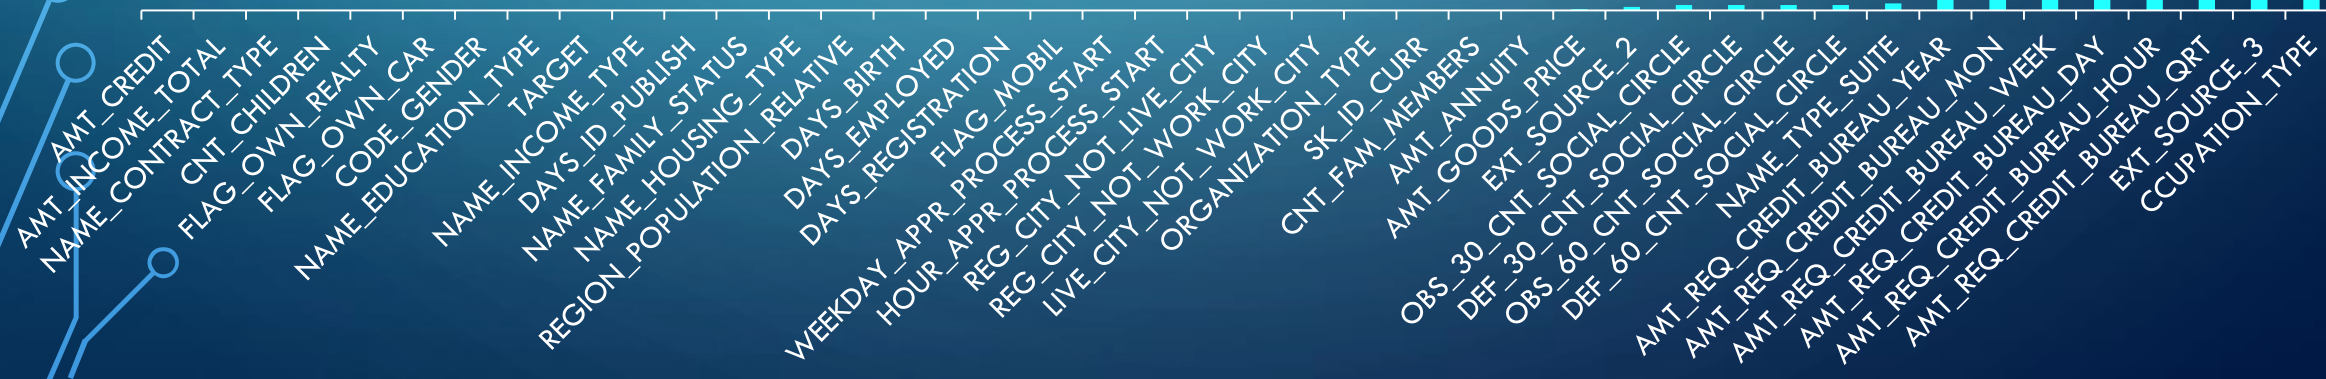 AMT_CREDIT
AMT_INCOME_TOTAL
NAME_CONTRACT_TYPE
CNT_CHILDREN
FLAG_OWN_REALTY
FLAG_OWN_CAR
CODE_GENDER
NAME_EDUCATION_TYPE
TARGET
NAME_INCOME_TYPE
DAYS_ID_PUBLISH
NAME_FAMILY_STATUS
NAME_HOUSING_TYPE
REGION_POPULATION_RELATIVE
DAYS_BIRTH
DAYS_EMPLOYED
DAYS_REGISTRATION
FLAG_MOBIL
WEEKDAY_APPR_PROCESS_START
HOUR_APPR_PROCESS_START
REG_CITY_NOT_LIVE_CITY
REG_CITY_NOT_WORK_CITY
LIVE_CITY_NOT_WORK_CITY
ORGANIZATION_TYPE
SK_ID_CURR
CNT_FAM_MEMBERS
AMT_ANNUITY
AMT_GOODS_PRICE
EXT_SOURCE_2
OBS_30_CNT_SOCIAL_CIRCLE
DEF_30_CNT_SOCIAL_CIRCLE
OBS_60_CNT_SOCIAL_CIRCLE
DEF_60_CNT_SOCIAL_CIRCLE
NAME_TYPE_SUITE
AMT_REQ_CREDIT_BUREAU_YEAR
AMT_REQ_CREDIT_BUREAU_MON
AMT_REQ_CREDIT_BUREAU_WEEK
AMT_REQ_CREDIT_BUREAU_DAY
AMT_REQ_CREDIT_BUREAU_HOUR
AMT_REQ_CREDIT_BUREAU_QRT
EXT_SOURCE_3
CCUPATION_TYPE